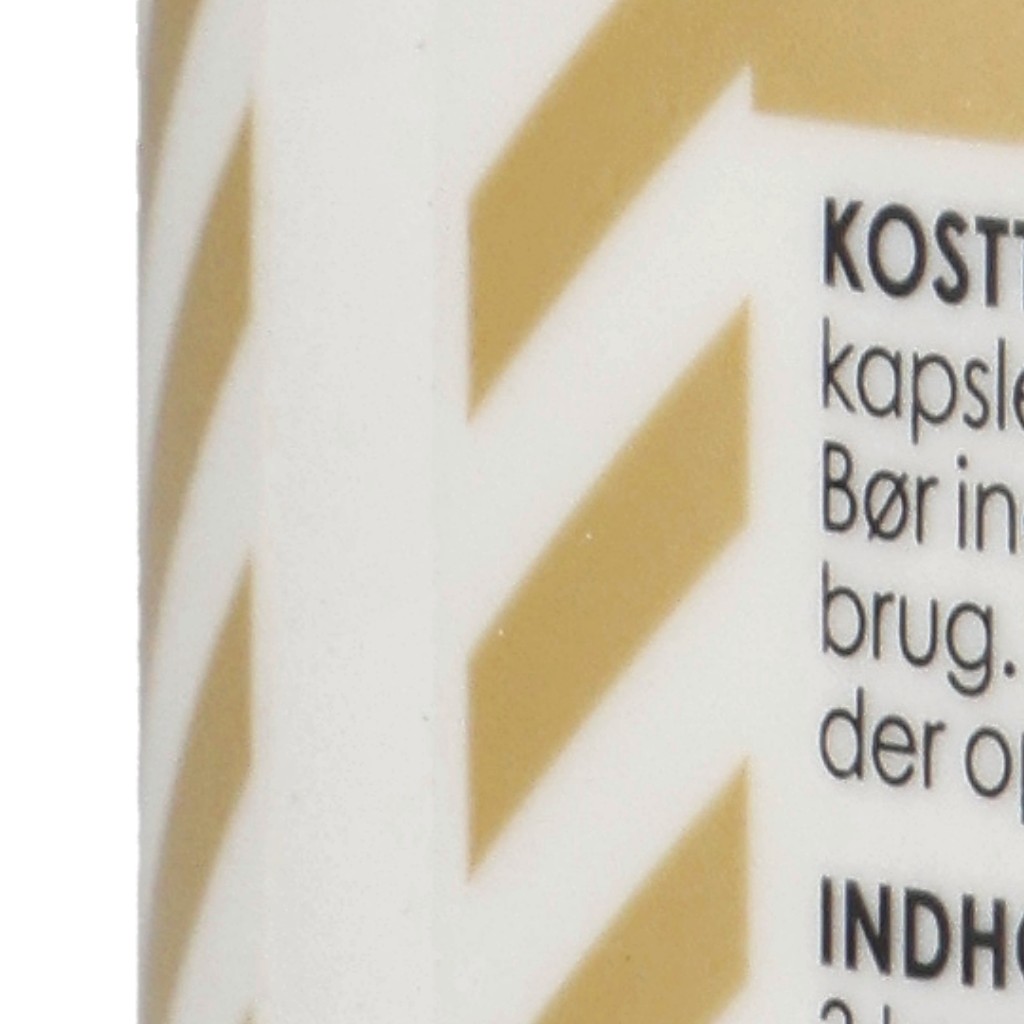 KOSTT
kapsle
Bør in
brug.
der op
INDHO